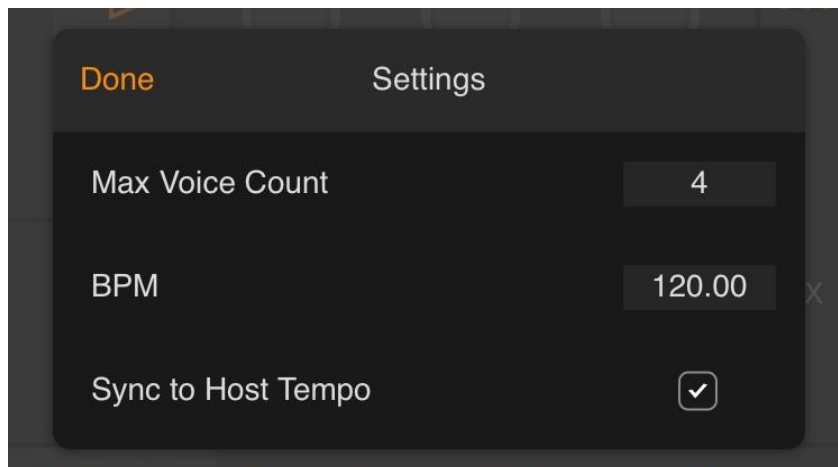 Done Settings
Max Voice Count 4
BPM 120.00
Sync to Host Tempo
X